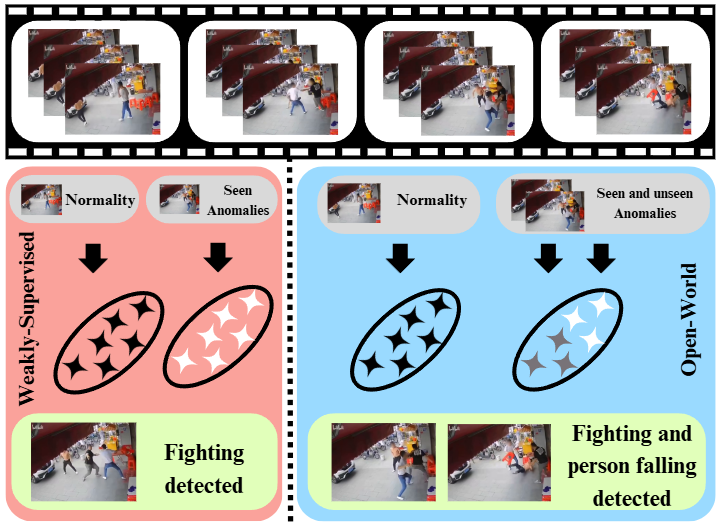 Normality
Seen
Anomalies
Weakly-Supervised
Fighting
detected
Normality
Seen and unseen
Anomalies
Open-World
Fighting and
person falling
detected